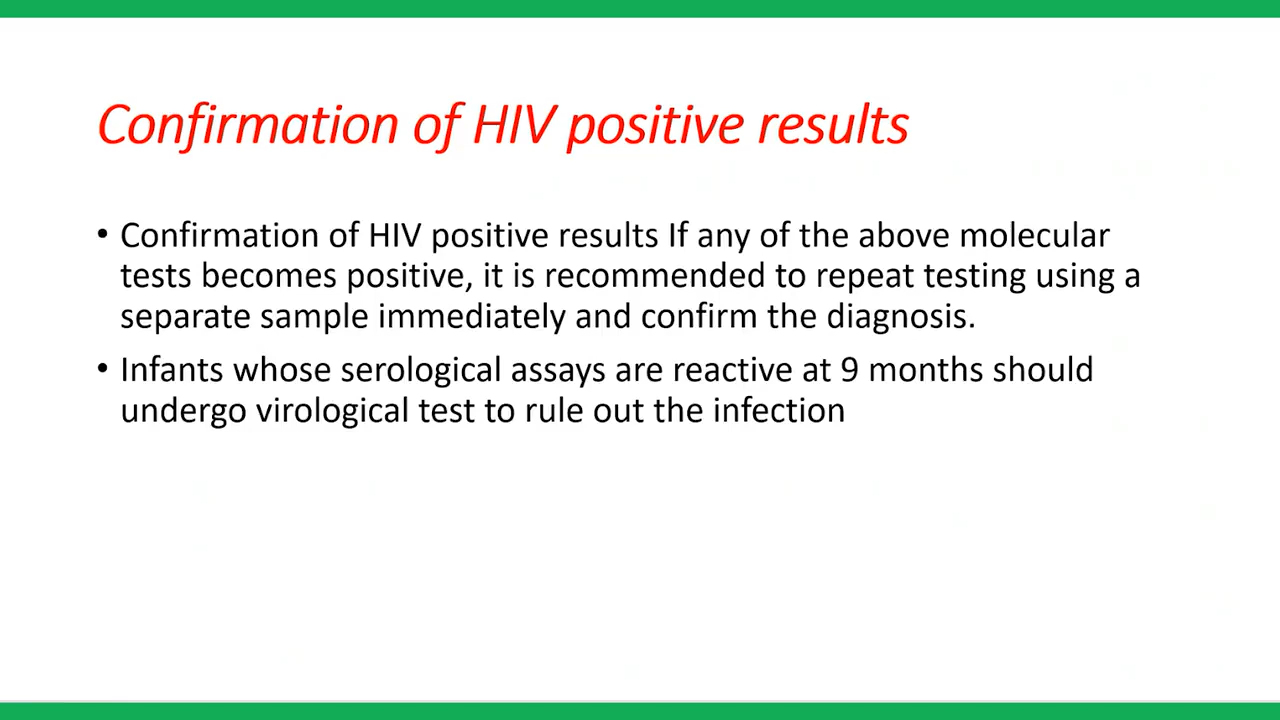 Confirmation of HIV positive results
• Confirmation of HIV positive results If any of the above molecular
tests becomes positive, it is recommended to repeat testing using a
separate sample immediately and confirm the diagnosis.
• Infants whose serological assays are reactive at 9 months should
undergo virological test to rule out the infection